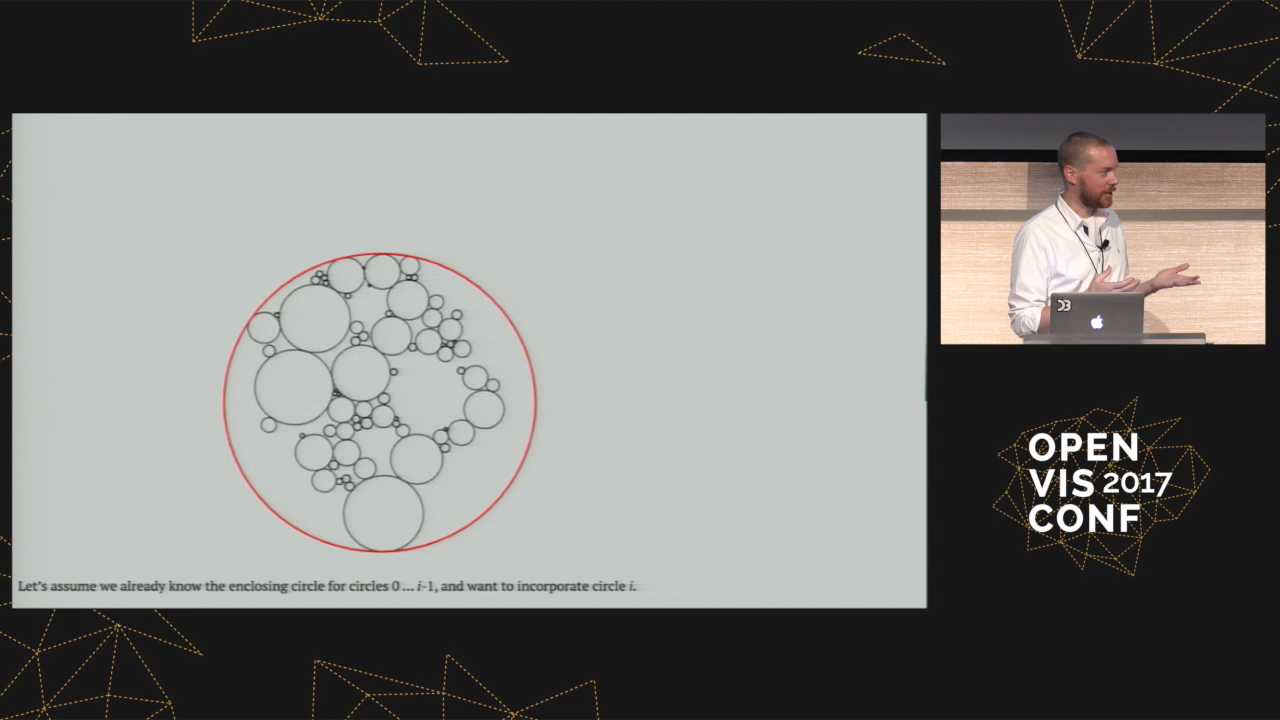 Let's assume we already know the enclosing circle for circles 0 … i-1, and want to incorporate circle i.
D3
OPEN
VIS 2017
CONF